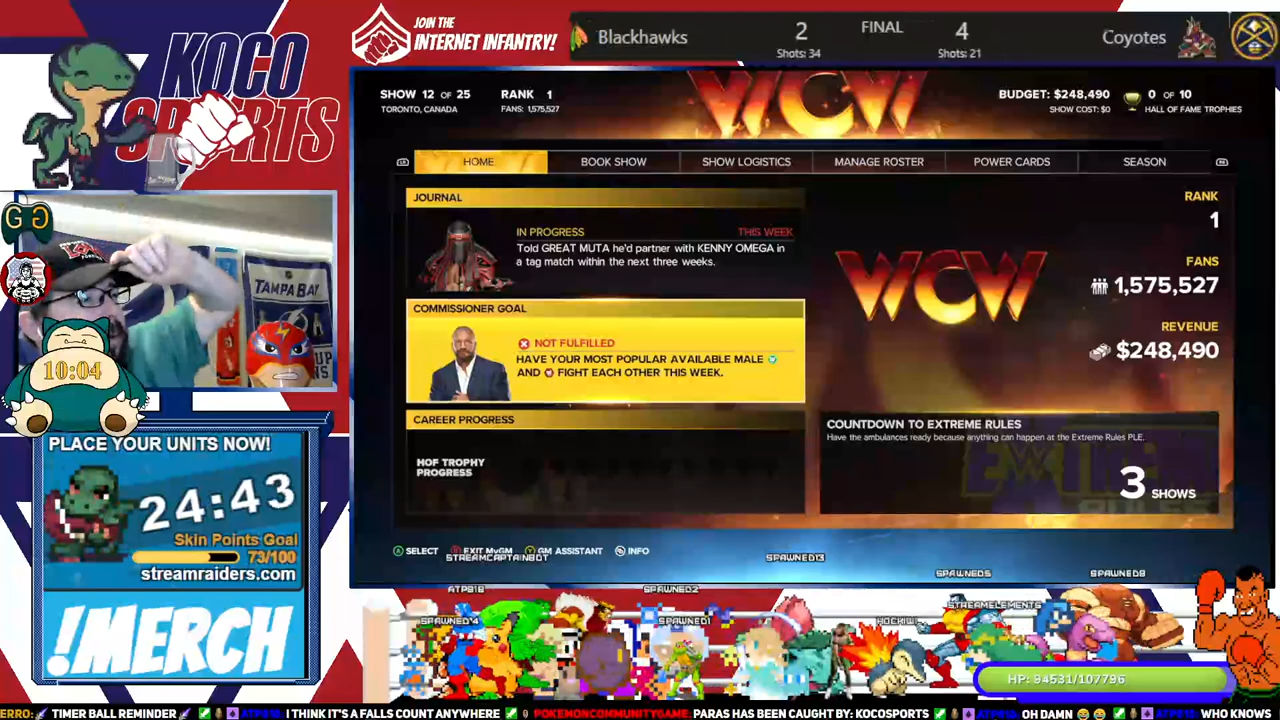 KOCO
SPORTS
JOIN THE
INTERNET INFANTRY!
Blackhawks
2
Shots: 34
FINAL
4
Shots: 21
Coyotes
WCW
SHOW 12 OF 25
TORONTO, CANADA
RANK 1
FANS: 1,575,527
BUDGET: $248,490
SHOW COST: $0
0 OF 10
HALL OF FAME TROPHIES
HOME
BOOK SHOW
SHOW LOGISTICS
MANAGE ROSTER
POWER CARDS
SEASON
JOURNAL
IN PROGRESS
THIS WEEK
Told GREAT MUTA he'd partner with KENNY OMEGA in
a tag match within the next three weeks.
COMMISSIONER GOAL
NOT FULFILLED
HAVE YOUR MOST POPULAR AVAILABLE MALE
AND FIGHT EACH OTHER THIS WEEK.
CAREER PROGRESS
HOF TROPHY
PROGRESS
WCW
RANK
1
FANS
1,575,527
REVENUE
$248,490
COUNTDOWN TO EXTREME RULES
Have the ambulances ready because anything can happen at the Extreme Rules PLE.
3 SHOWS
A SELECT
EXIT MyGM
Y GM ASSISTANT
INFO
GG
TAMPA BAY
10:04
PLACE YOUR UNITS NOW!
24:43
Skin Points Goal
73/100
streamraiders.com
!MERCH
STREAMCAPTAINBOT
SPAWNED13
SPAWNED5
SPAWNED8
ATP818
SPAWNED2
STREAMELEMENTS
SPAWNED4
SPAWNED1
HOCKIWI
HP: 94531/107796
ERRO: TIMER BALL REMINDER
ATP818: I THINK IT'S A FALLS COUNT ANYWHERE
POKEMONCOMMUNITYGAME: PARAS HAS BEEN CAUGHT BY: KOCOSPORTS
ATP818: OH DAMN
ATP818: WHO KNOWS